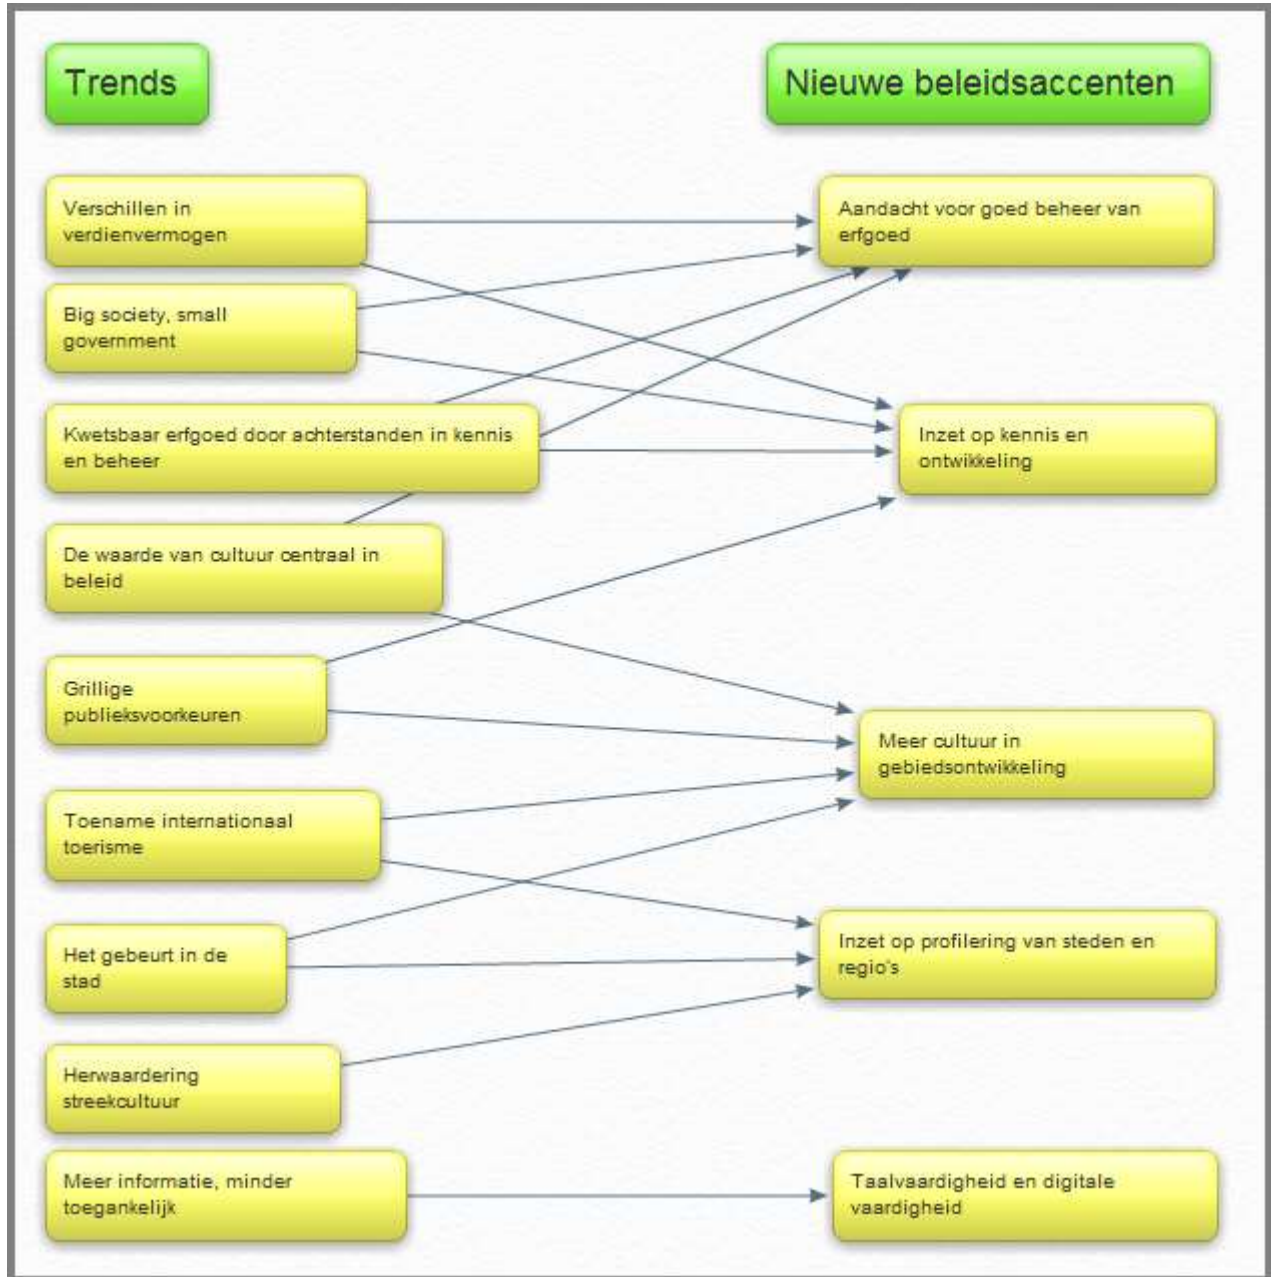 Trends
Nieuwe beleidsaccenten
Verschillen in
verdienvermogen
Aandacht voor goed beheer van
erfgoed
Big society, small
government
Kwetsbaar erfgoed door achterstanden in kennis
en beheer
Inzet op kennis en
ontwikkeling
De waarde van cultuur centraal in
beleid
Grillige
publieksvoorkeuren
Meer cultuur in
gebiedsontwikkeling
Toename internationaal
toerisme
Het gebeurt in de
stad
Inzet op profilering van steden en
regio's
Herwaardering
streekcultuur
Meer informatie, minder
toegankelijk
Taalvaardigheid en digitale
vaardigheid